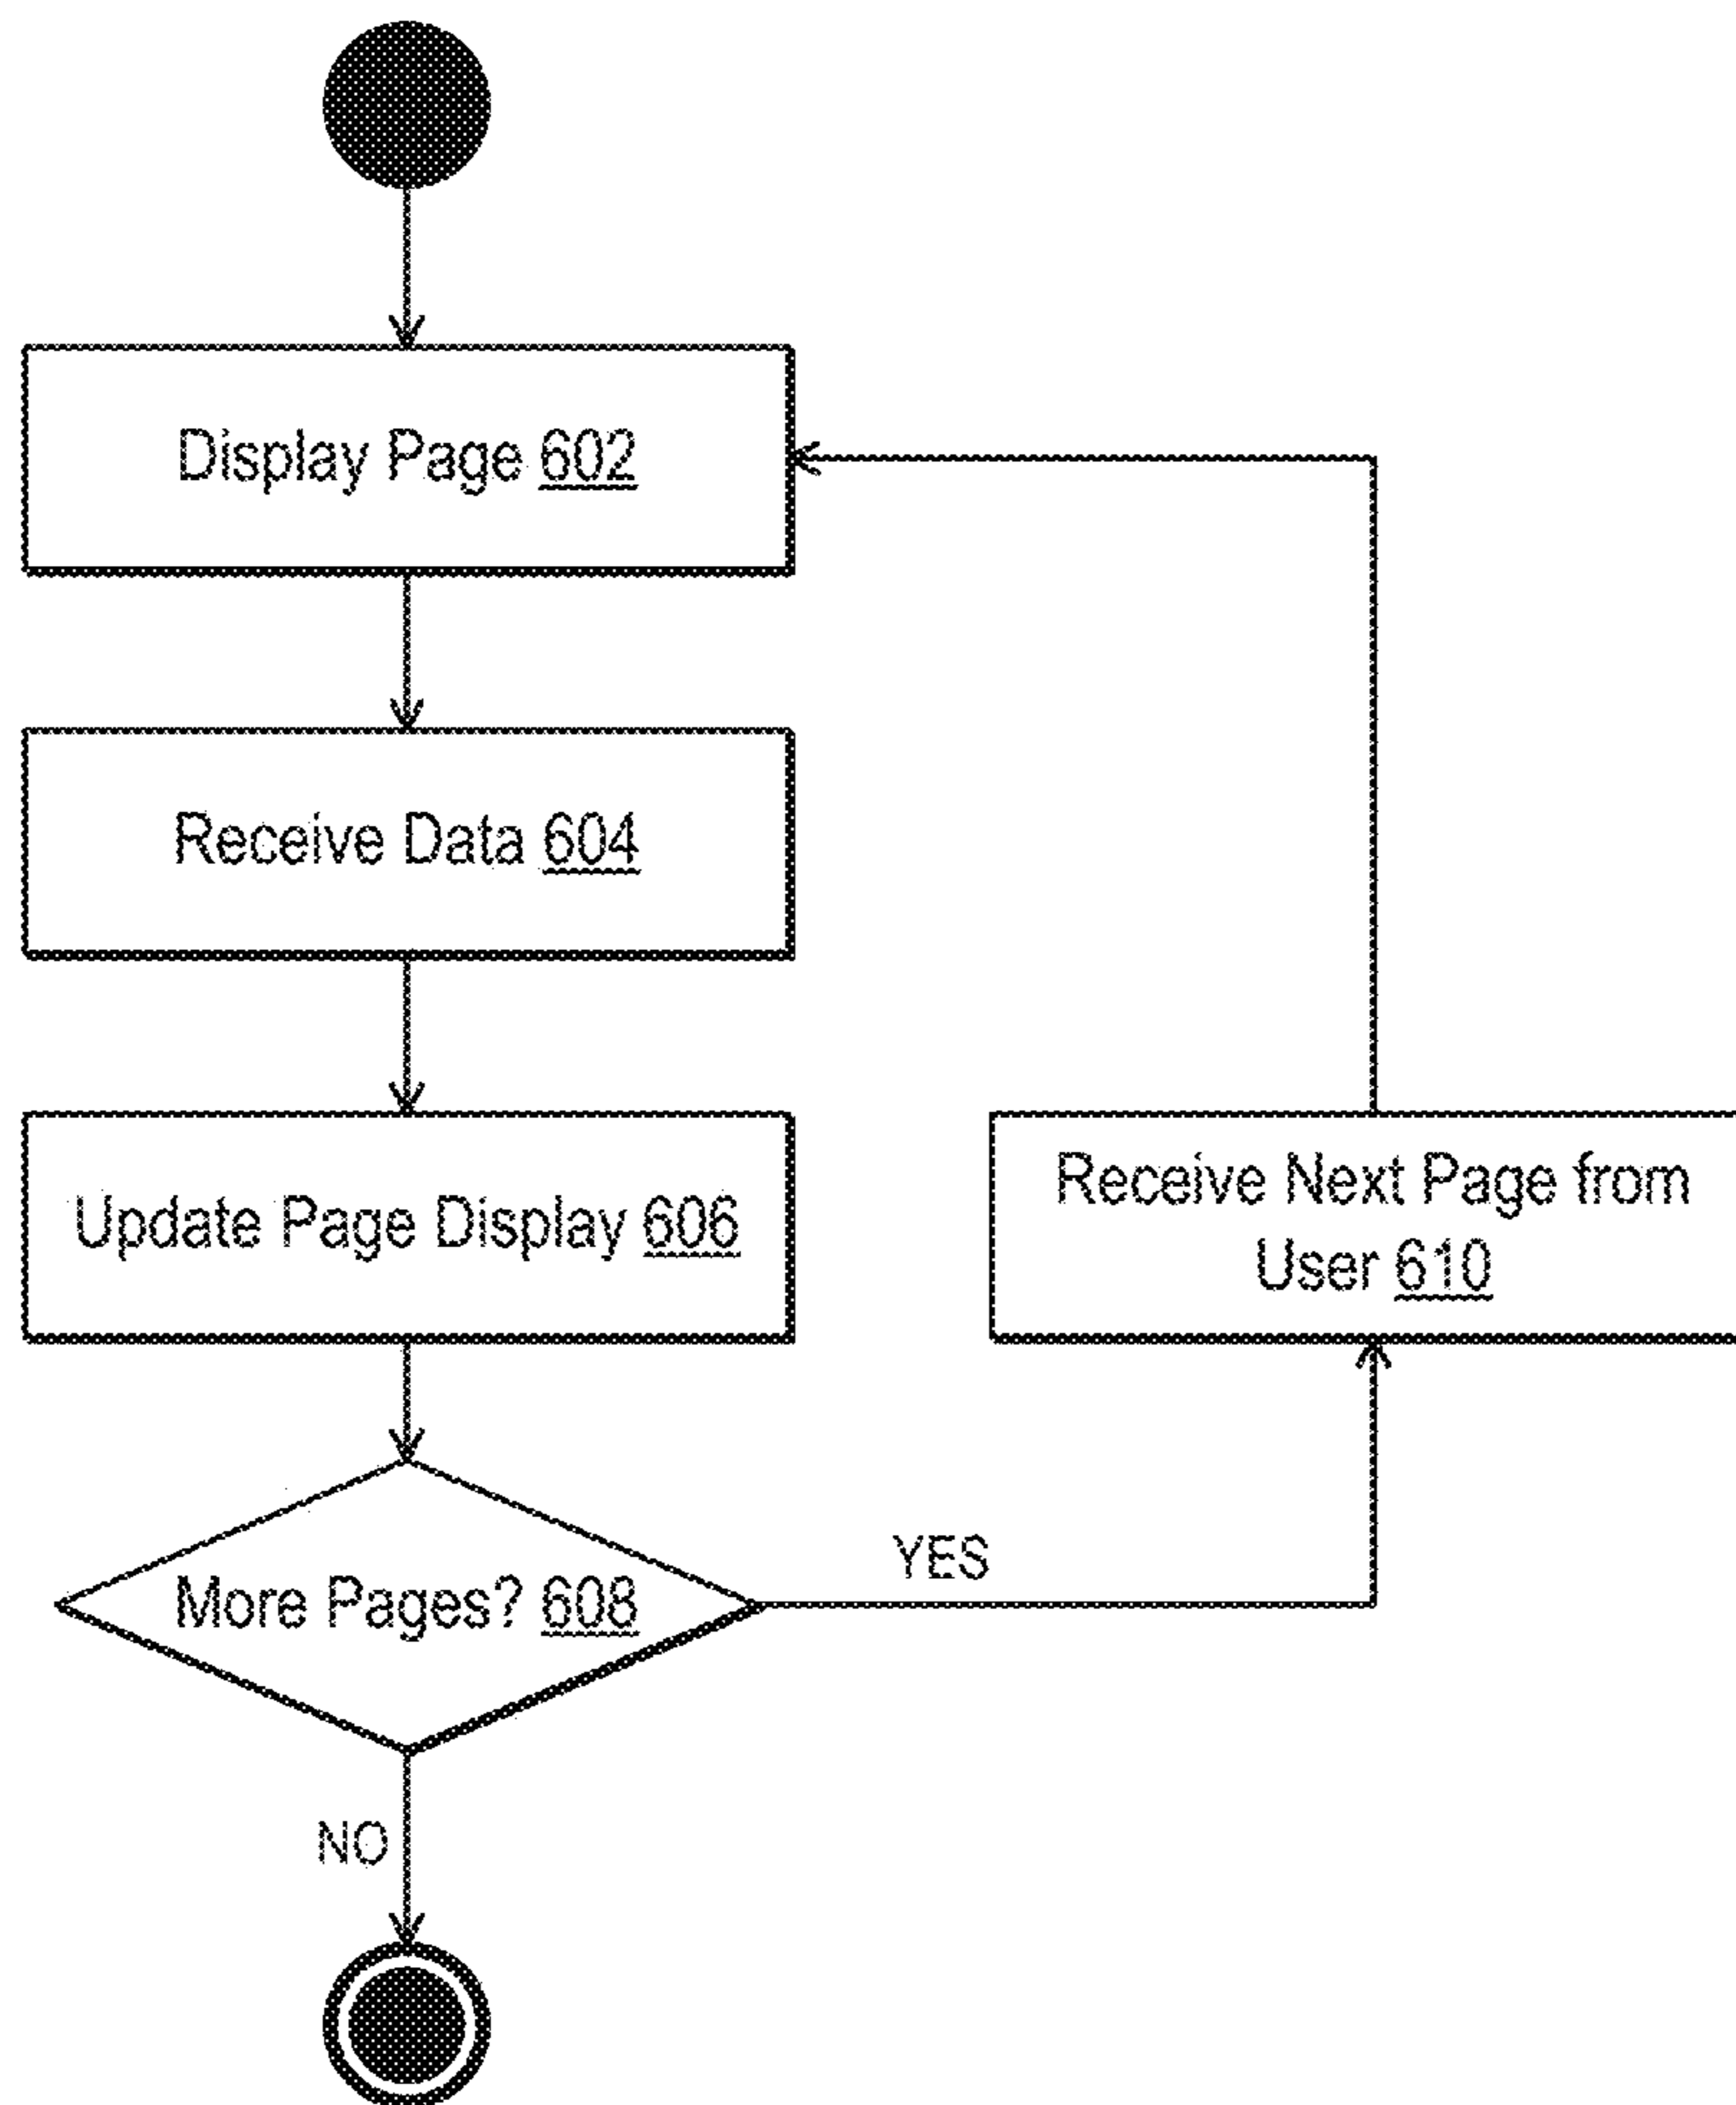 Display Page 602
Receive Data 604
Update Page Display 606
Receive Next Page from
User 610
More Pages? 608
YES
NO